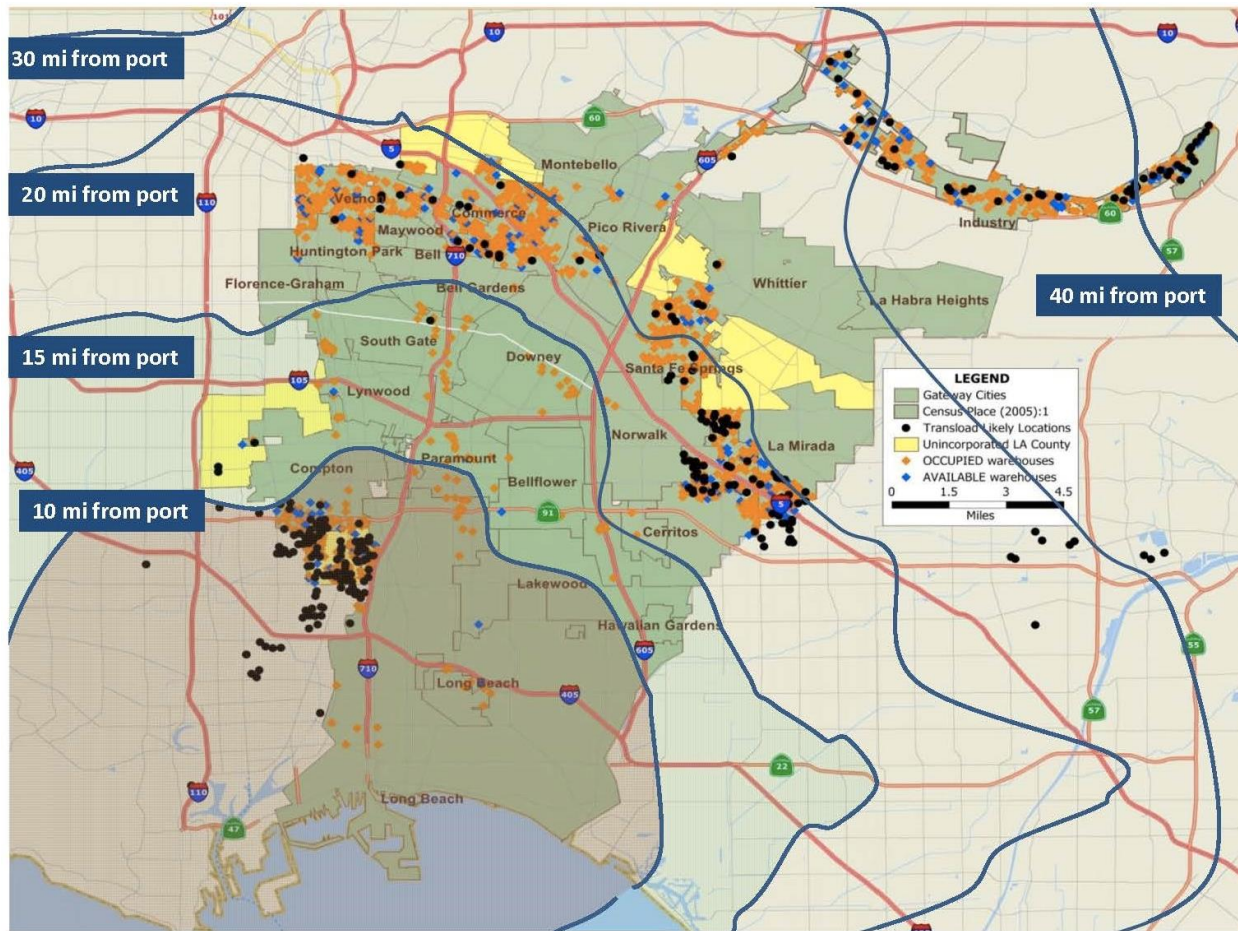 101
10
30 mi from port
60
10
10
5
Montebello
605
20 mi from port
110
Vernon
Commerce
Maywood
Pico Rivera
Industry
60
Huntington Park
Bell
710
57
Florence-Graham
Bell Gardens
Whittier
La Habra Heights
40 mi from port
15 mi from port
South Gate
Downey
Santa Fe Springs
105
Lynwood
LEGEND
Gateway Cities
Census Place (2005):1
Transload Likely Locations
Unincorporated LA County
OCCUPIED warehouses
AVAILABLE warehouses
0 1.5 3 4.5
Miles
Norwalk
La Mirada
405
Compton
Paramount
Bellflower
10 mi from port
91
5
Cerritos
Lakewood
Hawaiian Gardens
605
55
710
Long Beach
405
57
22
110
Long Beach
47